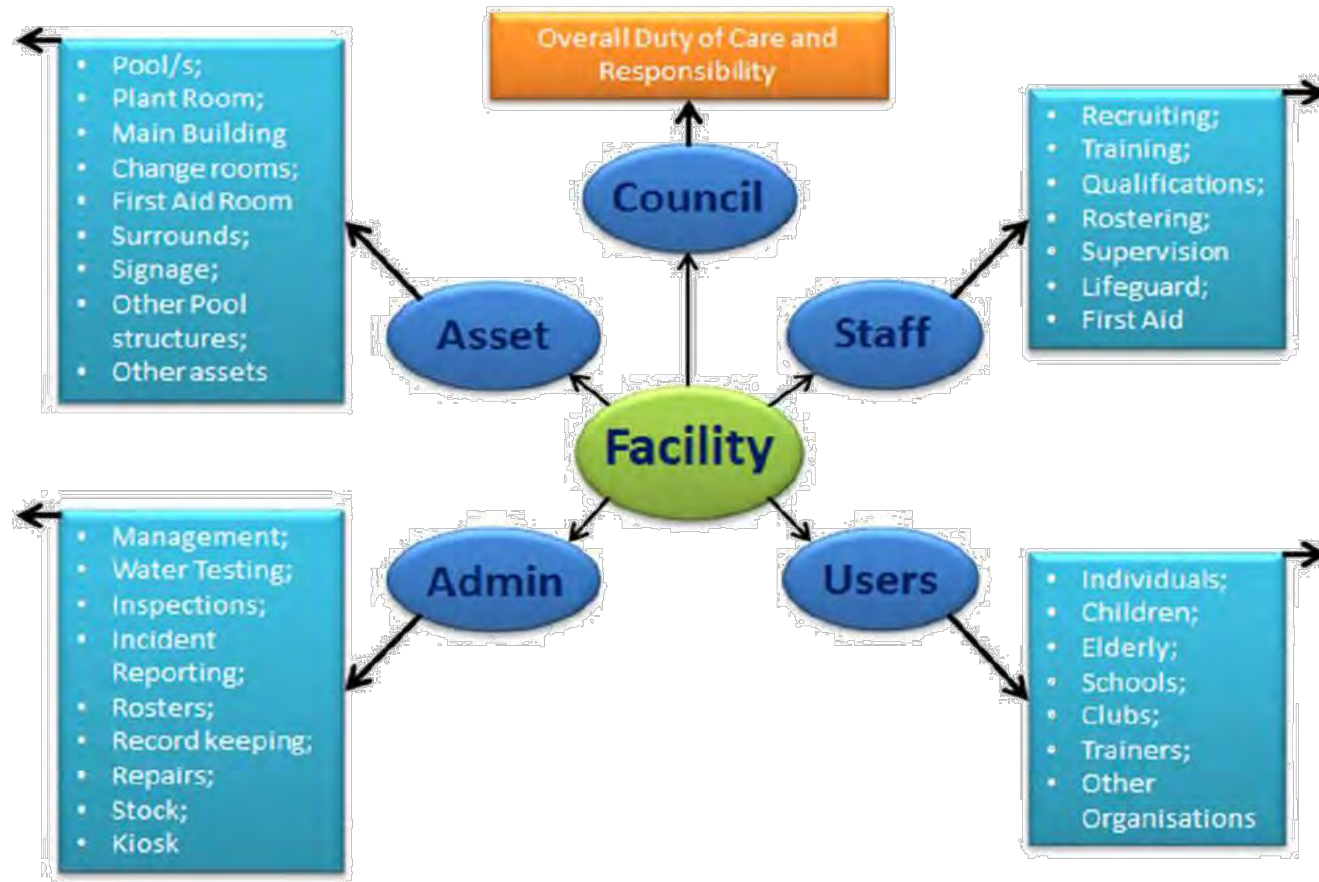 Overall Duty of Care and
Responsibility
Council
• Pool/s;
• Plant Room;
• Main Building
• Change rooms;
• First Aid Room
• Surrounds;
• Signage;
• Other Pool
structures;
• Other assets
Asset
• Recruiting;
• Training;
• Qualifications;
• Rostering;
• Supervision
• Lifeguard;
• First Aid
Staff
Facility
• Management;
• Water Testing;
• Inspections;
• Incident
Reporting;
• Rosters;
• Record keeping;
• Repairs;
• Stock;
• Kiosk
Admin
Users
• Individuals;
• Children;
• Elderly;
• Schools;
• Clubs;
• Trainers;
• Other
Organisations